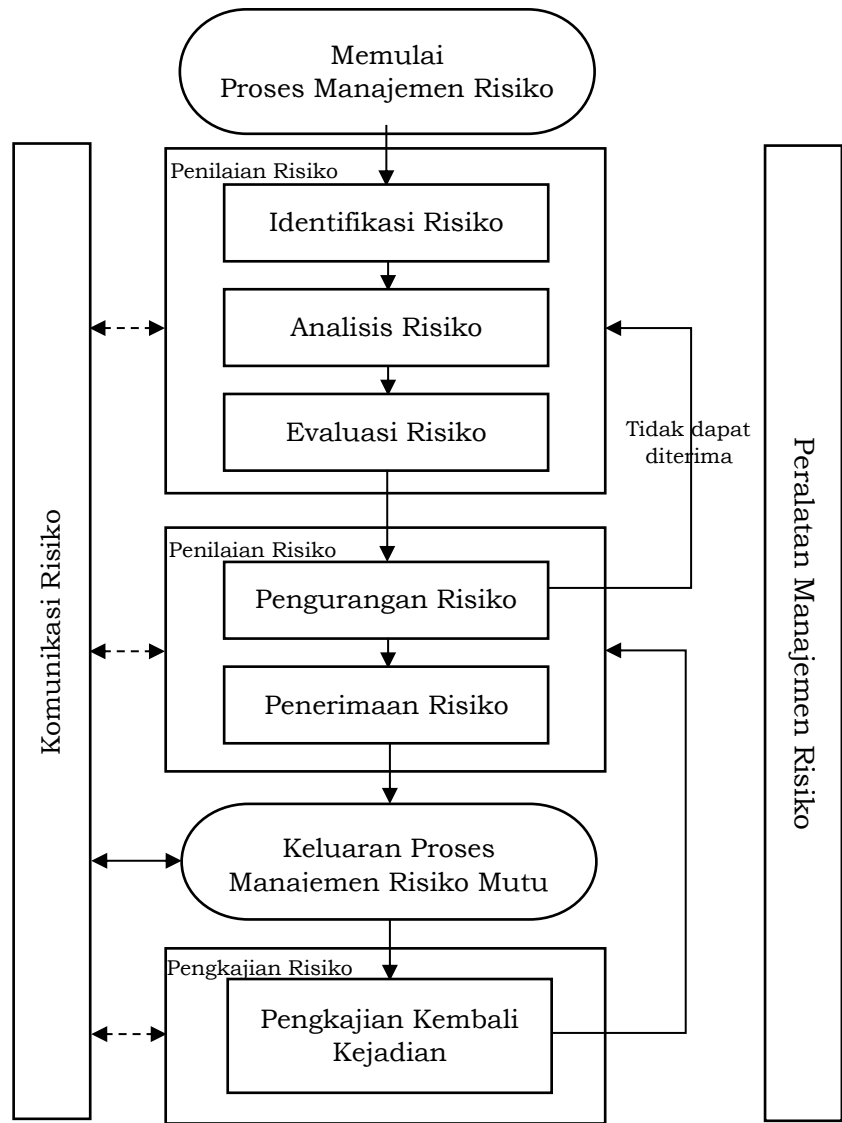 Memulai
Proses Manajemen Risiko
Penilaian Risiko
Identifikasi Risiko
Analisis Risiko
Evaluasi Risiko
Tidak dapat
diterima
Penilaian Risiko
Pengurangan Risiko
Penerimaan Risiko
Keluaran Proses
Manajemen Risiko Mutu
Pengkajian Risiko
Pengkajian Kembali
Kejadian
Komunikasi Risiko
Peralatan Manajemen Risiko